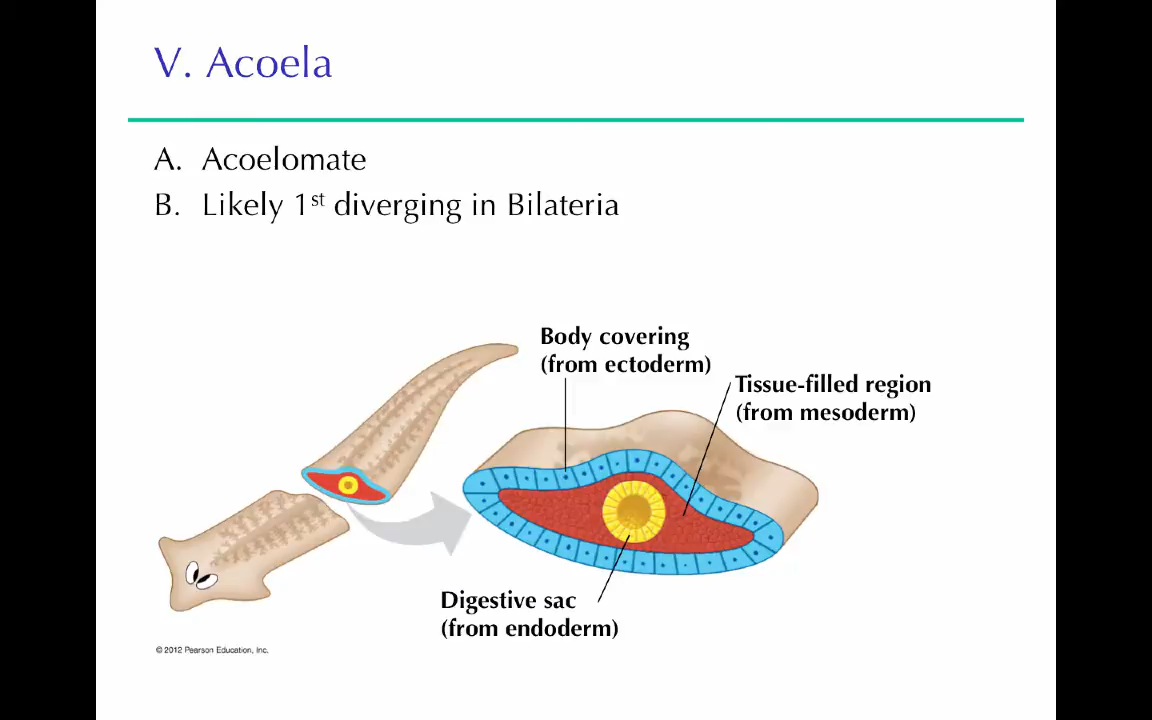 V. Acoela
A. Acoelomate
B. Likely 1st diverging in Bilateria
Body covering
(from ectoderm)
Tissue-filled region
(from mesoderm)
Digestive sac
(from endoderm)
© 2012 Pearson Education, Inc.